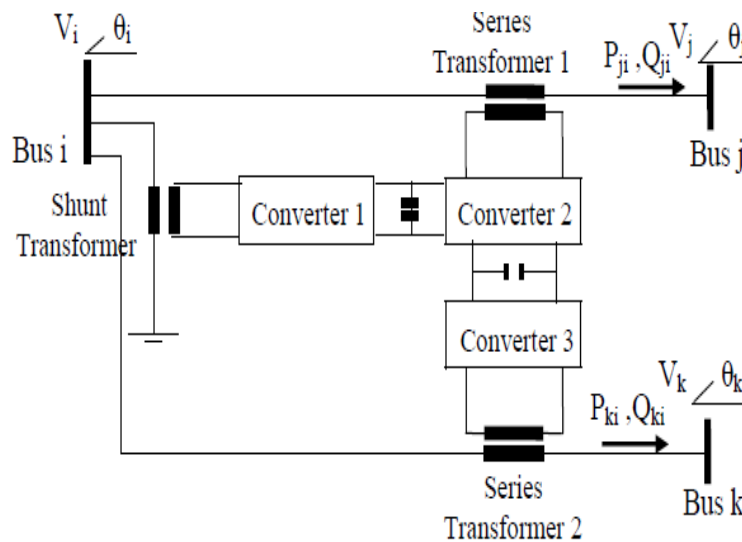 Vi θi
Series
Transformer 1
Pji ,Qji
Vj θj
Bus i
Bus j
Shunt
Transformer
Converter 1
Converter 2
Converter 3
Vk θk
Pki ,Qki
Series
Transformer 2
Bus k